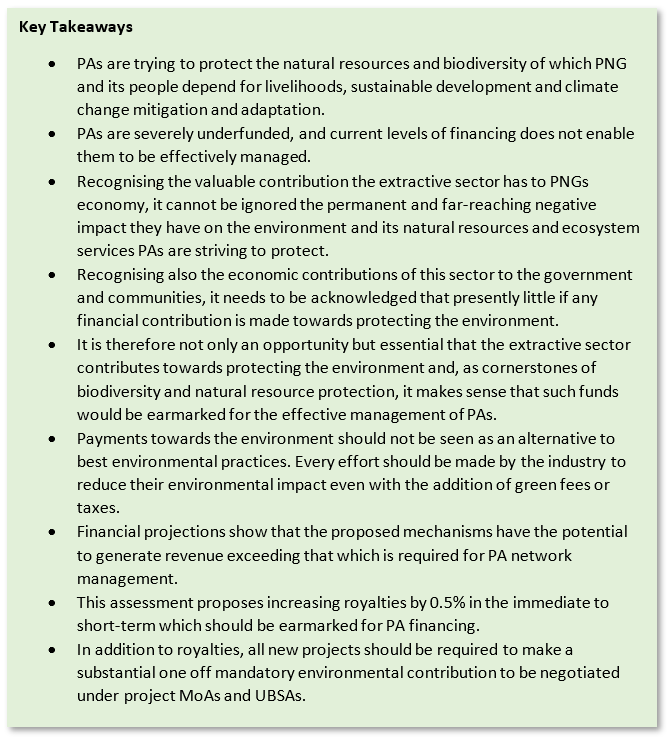 Key Takeaways
• PAs are trying to protect the natural resources and biodiversity of which PNG
and its people depend for livelihoods, sustainable development and climate
change mitigation and adaptation.
• PAs are severely underfunded, and current levels of financing does not enable
them to be effectively managed.
• Recognising the valuable contribution the extractive sector has to PNGs
economy, it cannot be ignored the permanent and far-reaching negative
impact they have on the environment and its natural resources and ecosystem
services PAs are striving to protect.
• Recognising also the economic contributions of this sector to the government
and communities, it needs to be acknowledged that presently little if any
financial contribution is made towards protecting the environment.
• It is therefore not only an opportunity but essential that the extractive sector
contributes towards protecting the environment and, as cornerstones of
biodiversity and natural resource protection, it makes sense that such funds
would be earmarked for the effective management of PAs.
• Payments towards the environment should not be seen as an alternative to
best environmental practices. Every effort should be made by the industry to
reduce their environmental impact even with the addition of green fees or
taxes.
• Financial projections show that the proposed mechanisms have the potential
to generate revenue exceeding that which is required for PA network
management.
• This assessment proposes increasing royalties by 0.5% in the immediate to
short-term which should be earmarked for PA financing.
• In addition to royalties, all new projects should be required to make a
substantial one off mandatory environmental contribution to be negotiated
under project MoAs and UBSAs.